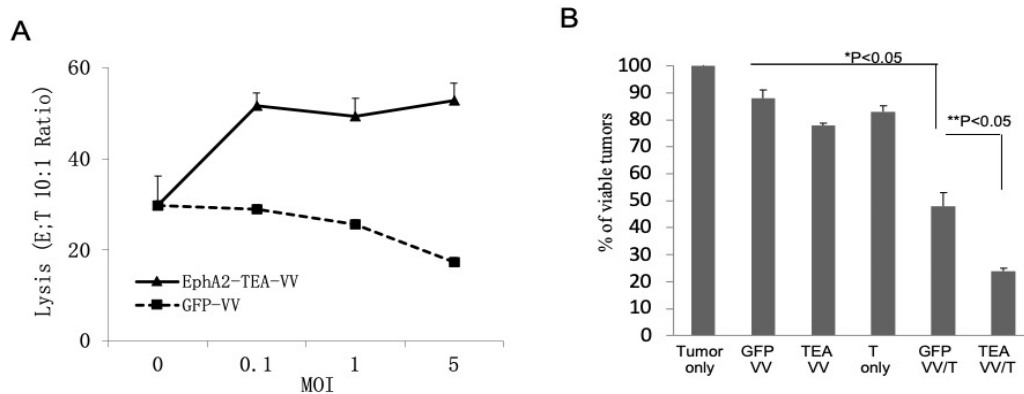 A
Lysis (E;T 10:1 Ratio)
60
40
20
0
EphA2-TEA-VV
GFP-VV
0 0.1 1 5
MOI
B
*P<0.05
**P<0.05
% of viable tumors
100
90
80
70
60
50
40
30
20
10
0
Tumor only
GFP VV
TEA VV
T only
GFP VV/T
TEA VV/T